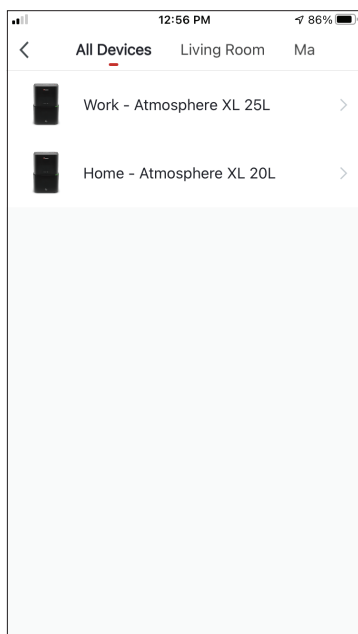 12:56 PM 86%
All Devices Living Room Ma
Work - Atmosphere XL 25L
Home - Atmosphere XL 20L